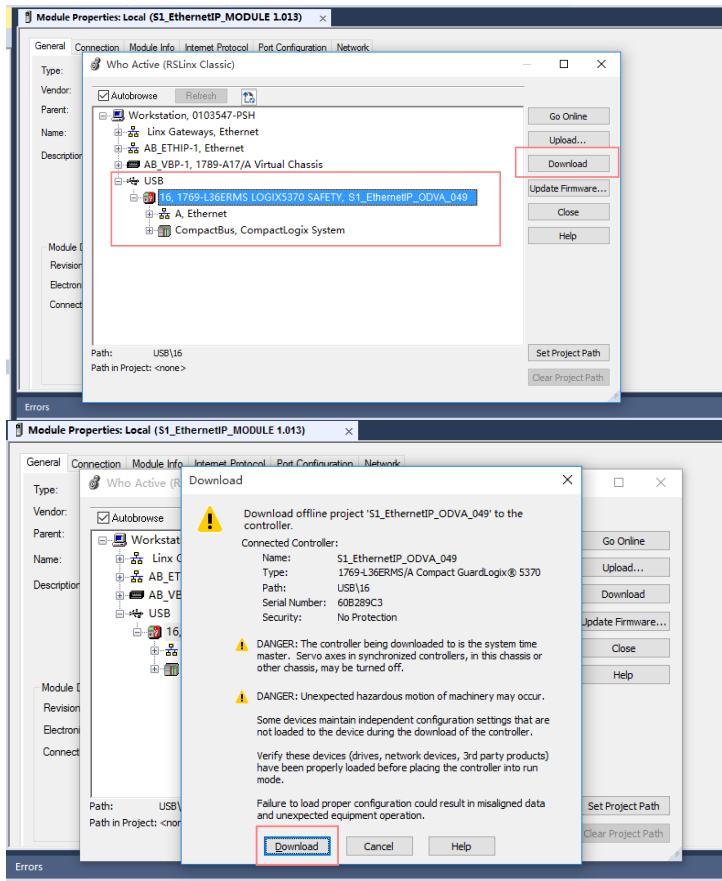 Module Properties: Local (S1_EthernetIP_MODULE 1.013) ×
General Connection Module Info Internet Protocol Port Configuration Network
Type:
Vendor:
Parent:
Name:
Description
Module D
Revision
Electron
Connect
Who Active (RSLinx Classic)
Autobrowse Refresh
Workstation, 0103547-PSH
Linx Gateways, Ethernet
AB_ETHIP-1, Ethernet
AB_VBP-1, 1789-A17/A Virtual Chassis
USB
16, 1769-L36ERMS LOGIX5370 SAFETY, S1_EthernetIP_ODVA_049
A, Ethernet
CompactBus, CompactLogix System
Go Online
Upload...
Download
Update Firmware...
Close
Help
Path: USB\16
Path in Project: <none>
Set Project Path
Clear Project Path
Errors
Module Properties: Local (S1_EthernetIP_MODULE 1.013) ×
General Connection Module Info Internet Protocol Port Configuration Network
Type:
Vendor:
Parent:
Name:
Description
Module D
Revision
Electroni
Connect
Who Active (R
Autobrowse
Workstat
Linx G
AB_ET
AB_VB
USB
16,
Go Online
Upload...
Download
Update Firmware...
Close
Help
Path: USB\
Path in Project: <nor
Set Project Path
Clear Project Path
Download
Download offline project 'S1_EthernetIP_ODVA_049' to the
controller.
Connected Controller:
Name: S1_EthernetIP_ODVA_049
Type: 1769-L36ERMS/A Compact GuardLogix® 5370
Path: USB\16
Serial Number: 60B289C3
Security: No Protection
DANGER: The controller being downloaded to is the system time
master. Servo axes in synchronized controllers, in this chassis or
other chassis, may be turned off.
DANGER: Unexpected hazardous motion of machinery may occur.
Some devices maintain independent configuration settings that are
not loaded to the device during the download of the controller.
Verify these devices (drives, network devices, 3rd party products)
have been properly loaded before placing the controller into run
mode.
Failure to load proper configuration could result in misaligned data
and unexpected equipment operation.
Download Cancel Help
Errors